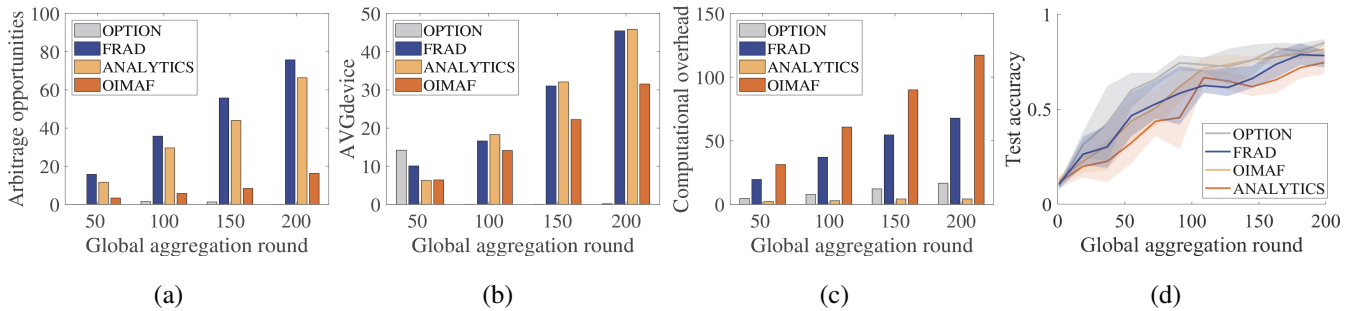 Arbitrage opportunities
100
80
60
40
20
0
OPTION
FRAD
ANALYTICS
OIMAF
50 100 150 200
Global aggregation round
(a)
AVGdevice
50
40
30
20
10
0
OPTION
FRAD
ANALYTICS
OIMAF
50 100 150 200
Global aggregation round
(b)
Computational overhead
150
100
50
0
OPTION
FRAD
ANALYTICS
OIMAF
50 100 150 200
Global aggregation round
(c)
Test accuracy
1
0.5
0
OPTION
FRAD
OIMAF
ANALYTICS
0 50 100 150 200
Global aggregation round
(d)